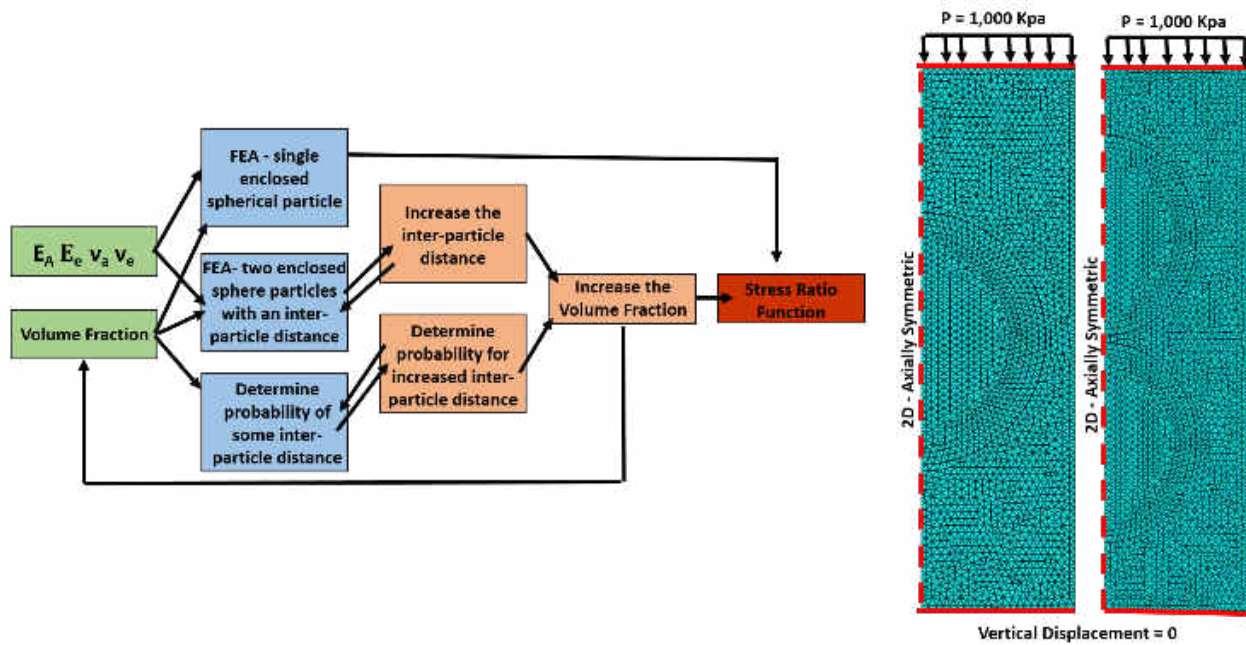 FEA - single
enclosed
spherical particle
E_A E_e v_a v_e
FEA- two enclosed
sphere particles
with an inter-
particle distance
Increase the
inter-particle
distance
Volume Fraction
Determine
probability of
some inter-
particle distance
Determine
probability for
increased inter-
particle distance
Increase the
Volume Fraction
Stress Ratio
Function
P = 1,000 Kpa
P = 1,000 Kpa
2D - Axially Symmetric
2D - Axially Symmetric
Vertical Displacement = 0